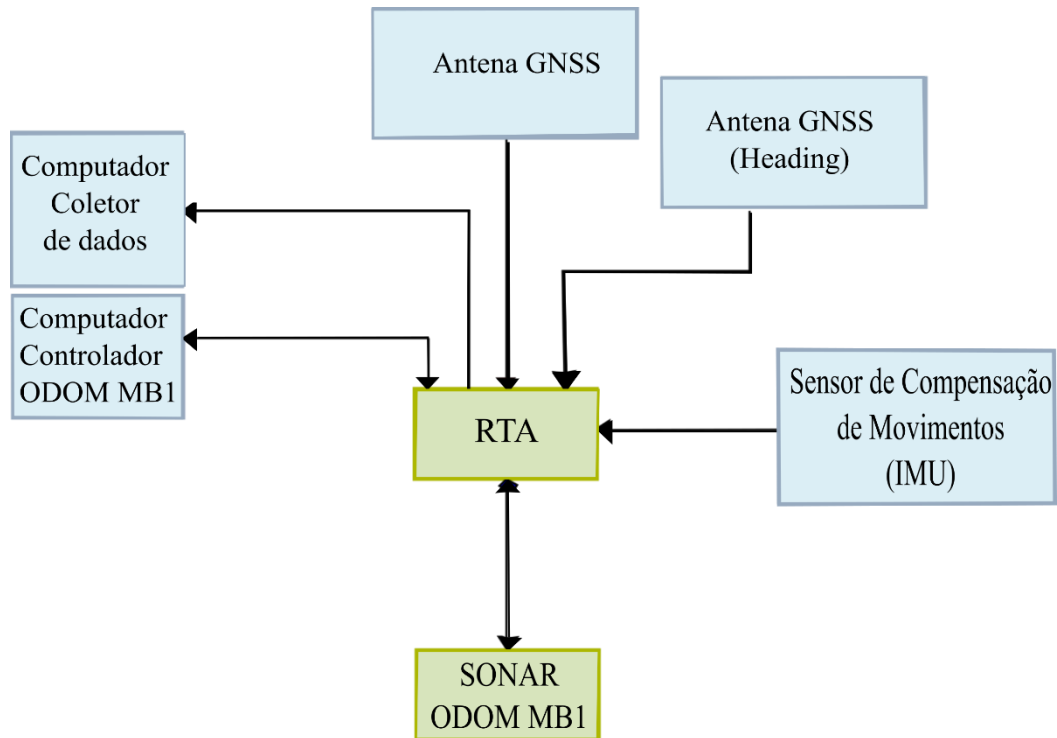 Antena GNSS
Antena GNSS
(Heading)
Computador
Coletor
de dados
Computador
Controlador
ODOM MB1
Sensor de Compensação
de Movimentos
(IMU)
RTA
SONAR
ODOM MB1